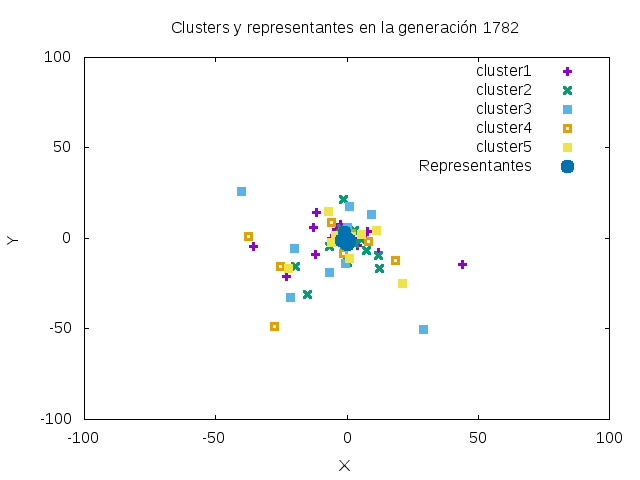 Clusters y representantes en la generación 1782
100
50
0
-50
-100
-100
-50
0
50
100
Y
X
cluster1
cluster2
cluster3
cluster4
cluster5
Representantes